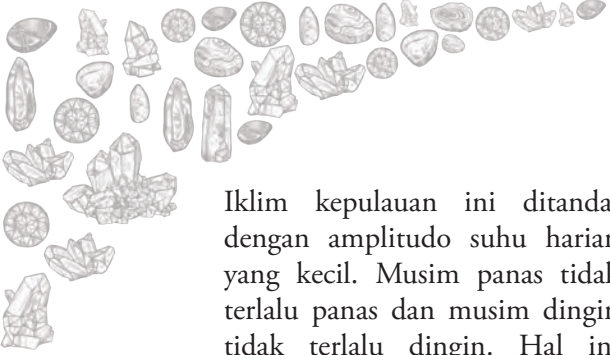 Iklim kepulauan ini ditanda
dengan amplitudo suhu harian
yang kecil. Musim panas tidak
terlalu panas dan musim dingin
tidak terlalu dingin. Hal in